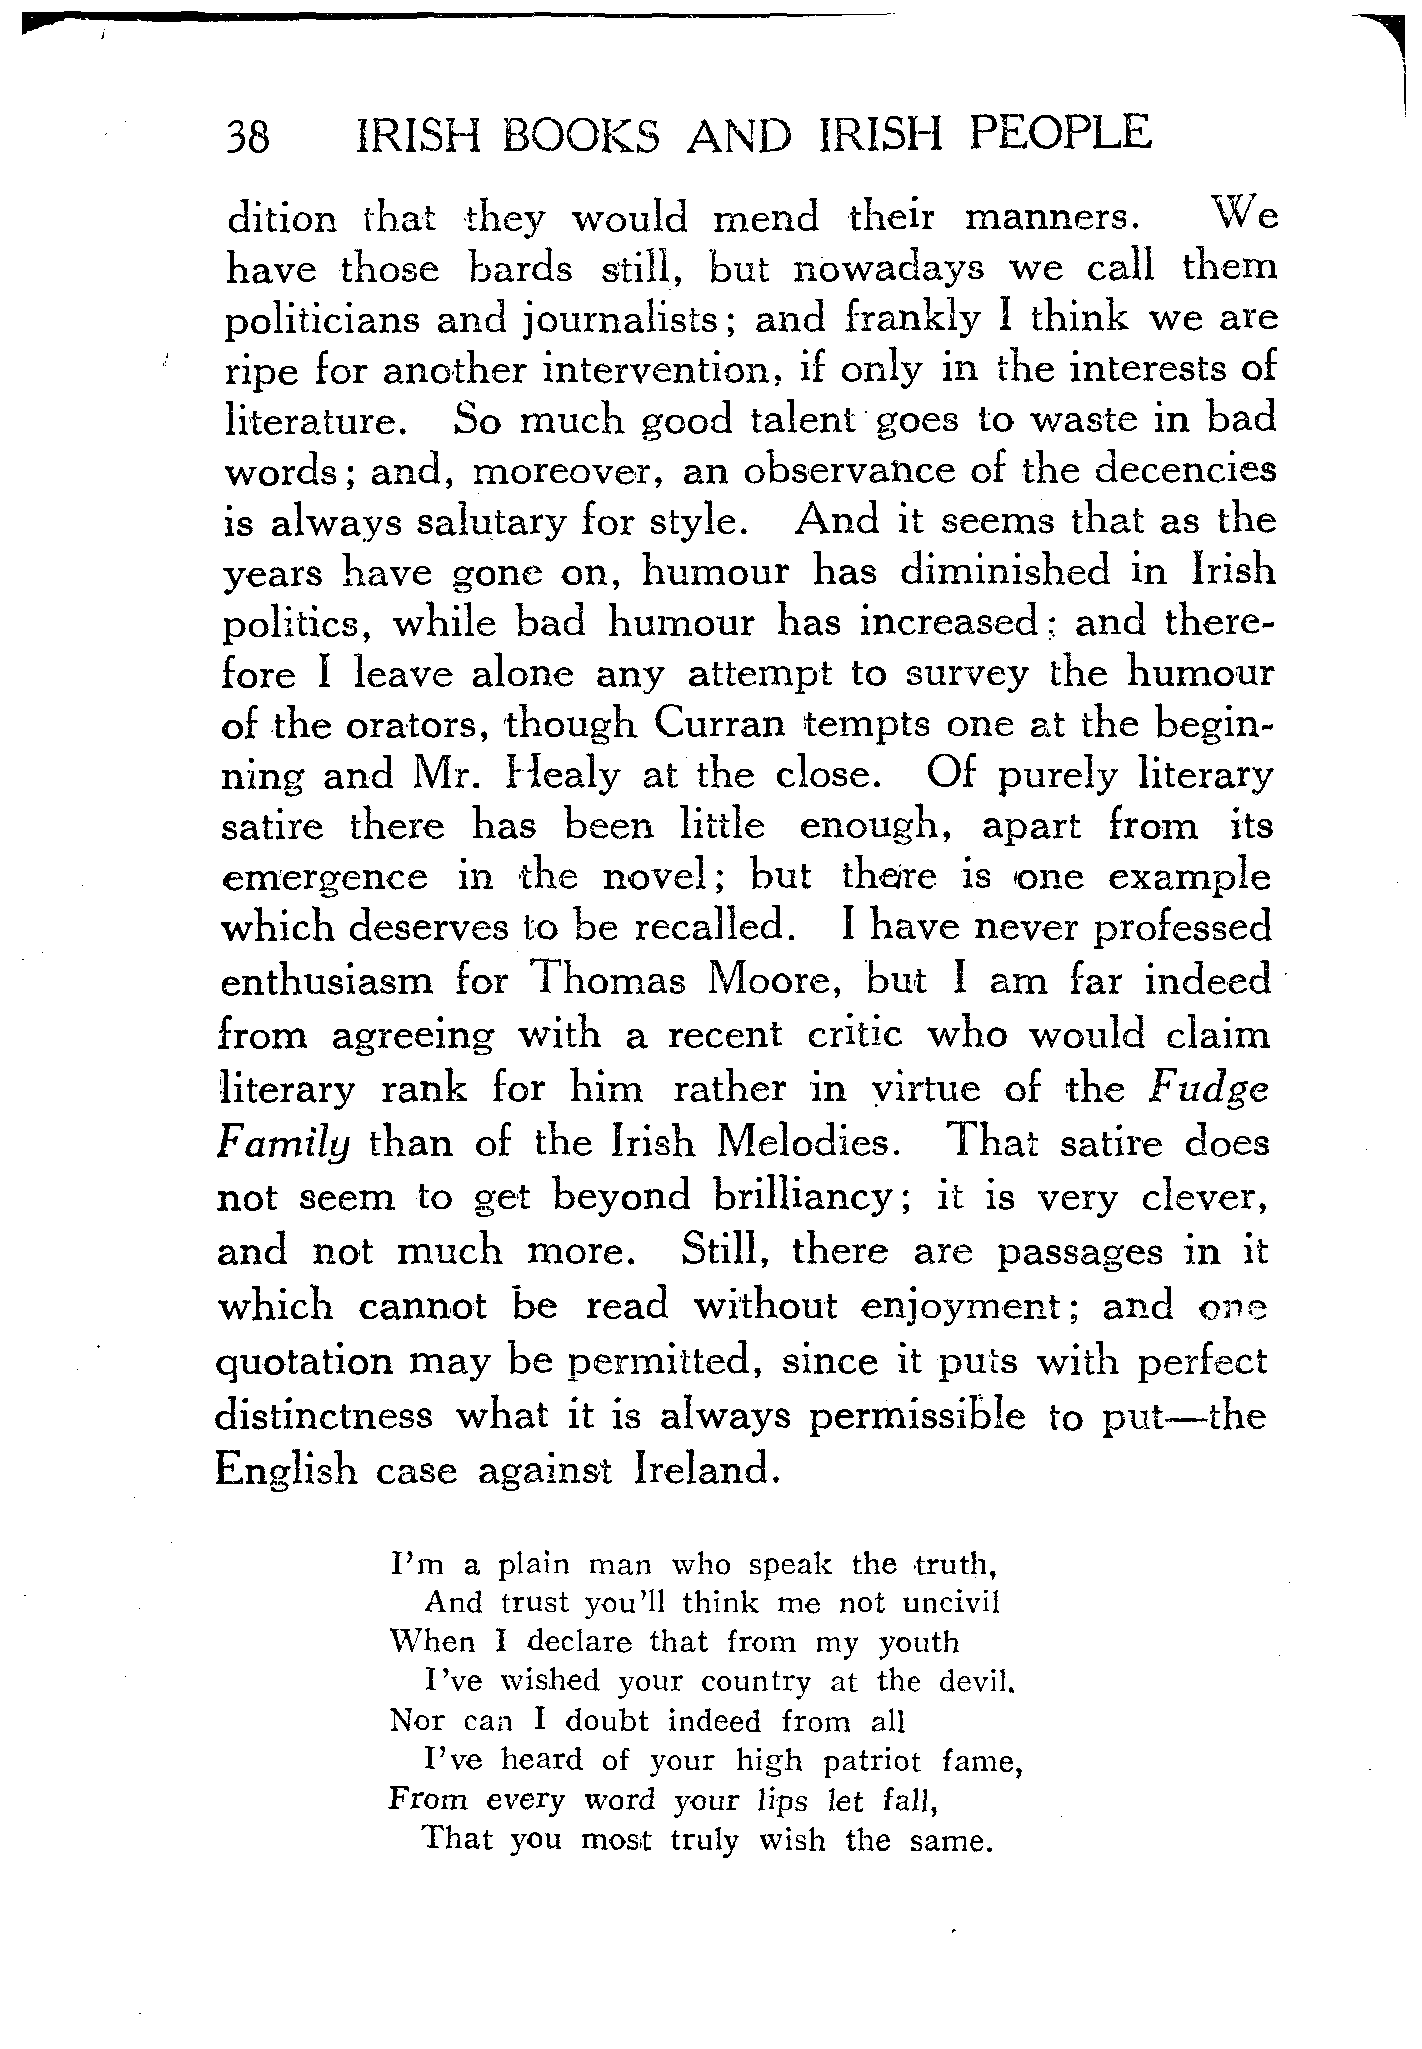 38 IRISH BOOKS AND IRISH PEOPLE
dition that they would mend their manners. We
have those bards still, but nowadays we call them
politicians and journalists; and frankly I think we are
ripe for another intervention, if only in the interests of
literature. So much good talent goes to waste in bad
words; and, moreover, an observance of the decencies
is always salutary for style. And it seems that as the
years have gone on, humour has diminished in Irish
politics, while bad humour has increased; and there-
fore I leave alone any attempt to survey the humour
of the orators, though Curran tempts one at the begin-
ning and Mr. Healy at the close. Of purely literary
satire there has been little enough, apart from its
emergence in the novel; but there is one example
which deserves to be recalled. I have never professed
enthusiasm for Thomas Moore, but I am far indeed
from agreeing with a recent critic who would claim
literary rank for him rather in virtue of the Fudge
Family than of the Irish Melodies. That satire does
not seem to get beyond brilliancy; it is very clever,
and not much more. Still, there are passages in it
which cannot be read without enjoyment; and one
quotation may be permitted, since it puts with perfect
distinctness what it is always permissible to put—the
English case against Ireland.
I'm a plain man who speak the truth,
And trust you'll think me not uncivil
When I declare that from my youth
I've wished your country at the devil.
Nor can I doubt indeed from all
I've heard of your high patriot fame,
From every word your lips let fall,
That you most truly wish the same.